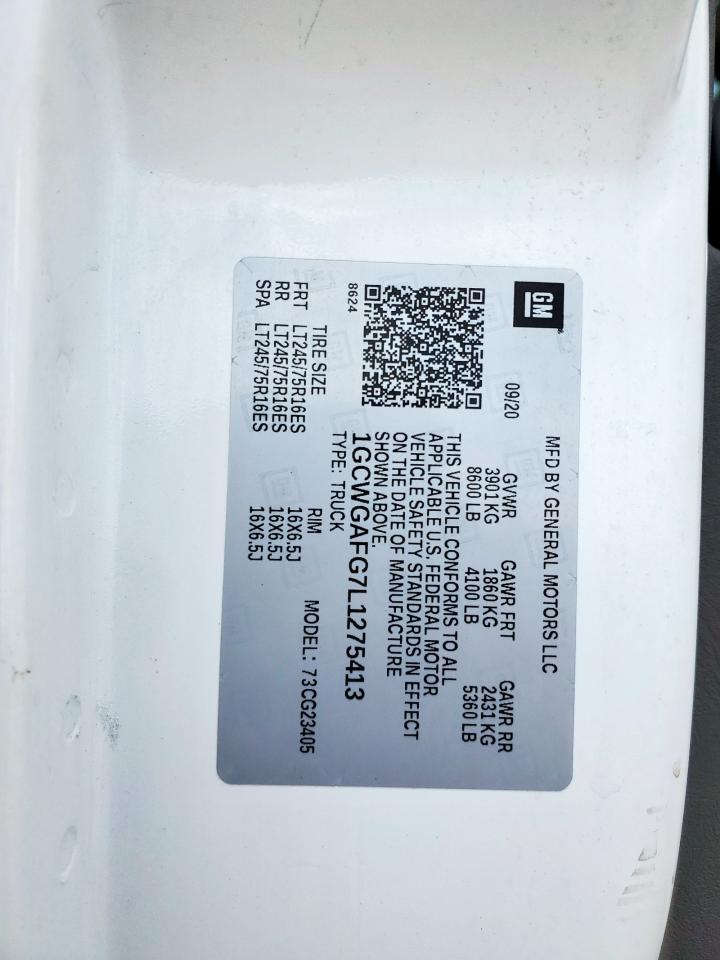 GM
MFD BY GENERAL MOTORS LLC
09/20 GVWR GAWR FRT GAWR RR
3901 KG 1860 KG 2431 KG
8600 LB 4100 LB 5360 LB
THIS VEHICLE CONFORMS TO ALL
APPLICABLE U.S. FEDERAL MOTOR
VEHICLE SAFETY STANDARDS IN EFFECT
ON THE DATE OF MANUFACTURE
SHOWN ABOVE.
1GCWGAFG7L1275413
8624 TYPE: TRUCK
TIRE SIZE RIM MODEL: 73CG23405
FRT LT245/75R16ES 16X6.5J
RR LT245/75R16ES 16X6.5J
SPA LT245/75R16ES 16X6.5J